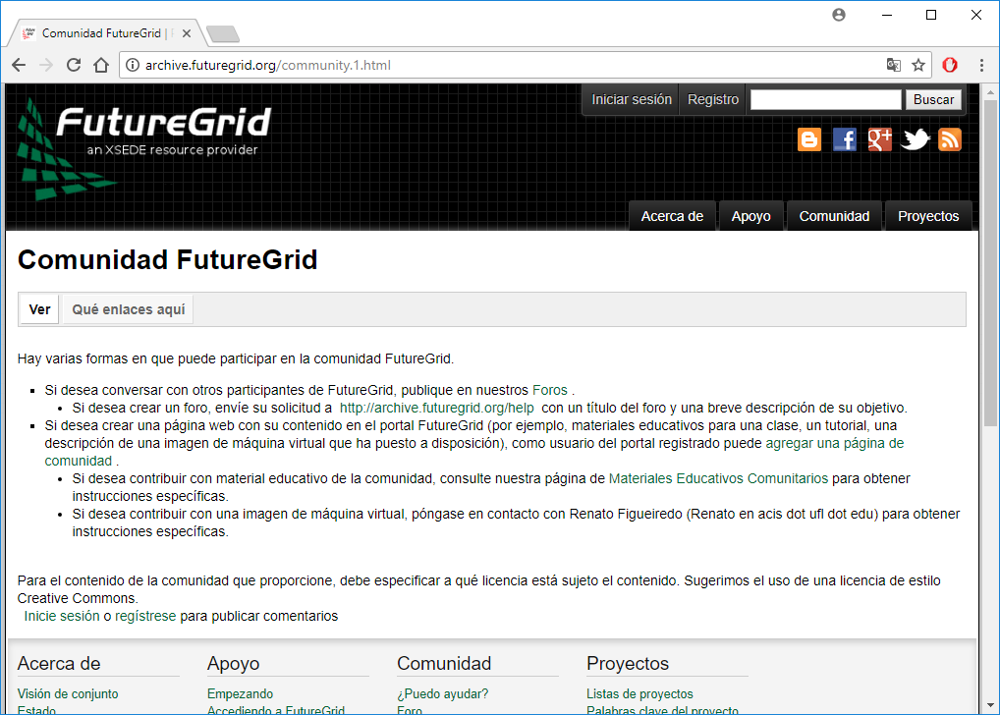 Comunidad FutureGrid |
archive.futuregrid.org/community.1.html
Iniciar sesión Registro Buscar
FutureGrid
an XSEDE resource provider
Acerca de Apoyo Comunidad Proyectos
Comunidad FutureGrid
Ver Qué enlaces aquí
Hay varias formas en que puede participar en la comunidad FutureGrid.
Si desea conversar con otros participantes de FutureGrid, publique en nuestros Foros .
Si desea crear un foro, envíe su solicitud a http://archive.futuregrid.org/help con un título del foro y una breve descripción de su objetivo.
Si desea crear una página web con su contenido en el portal FutureGrid (por ejemplo, materiales educativos para una clase, un tutorial, una
descripción de una imagen de máquina virtual que ha puesto a disposición), como usuario del portal registrado puede agregar una página de
comunidad .
Si desea contribuir con material educativo de la comunidad, consulte nuestra página de Materiales Educativos Comunitarios para obtener
instrucciones específicas.
Si desea contribuir con una imagen de máquina virtual, póngase en contacto con Renato Figueiredo (Renato en acis dot ufl dot edu) para obtener
instrucciones específicas.
Para el contenido de la comunidad que proporcione, debe especificar a qué licencia está sujeto el contenido. Sugerimos el uso de una licencia de estilo
Creative Commons.
Inicie sesión o regístrese para publicar comentarios
Acerca de Apoyo Comunidad Proyectos
Visión de conjunto Empezando ¿Puedo ayudar? Listas de proyectos
Estado Accediendo a FutureGrid Foro Palabras clave del proyecto